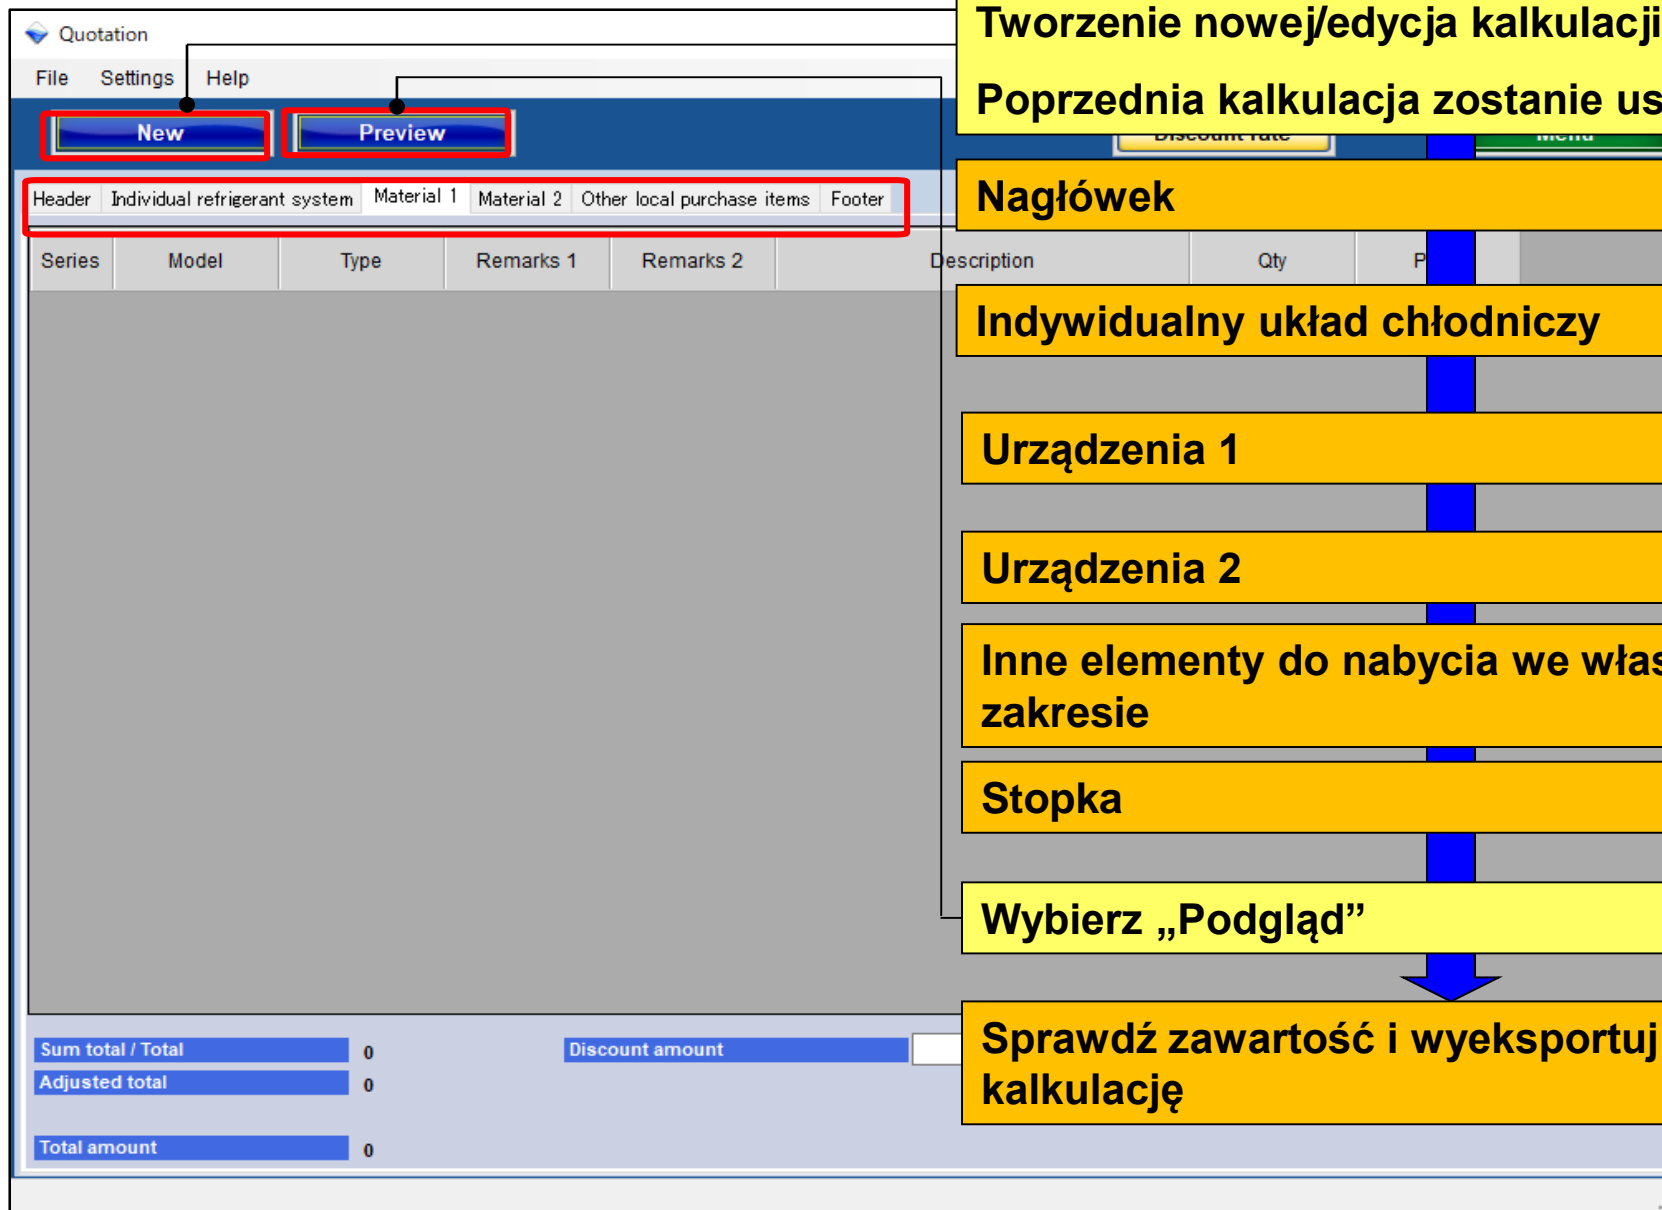 Quotation
Tworzenie nowej/edycja kalkulacji
File Settings Help
Poprzednia kalkulacja zostanie
New Preview
Header Individual refrigerant system Material 1 Material 2 Other local purchase items Footer
Nagłówek
Series Model Type Remarks 1 Remarks 2 Description Qty
Indywidualny układ chłodniczy
Urządzenia 1
Urządzenia 2
Inne elementy do nabycia we
zakresie
Stopka
Wybierz „Podgląd”
Sprawdź zawartość i wyeksportuj
kalkulację
Sum total / Total 0 Discount amount
Adjusted total 0
Total amount 0